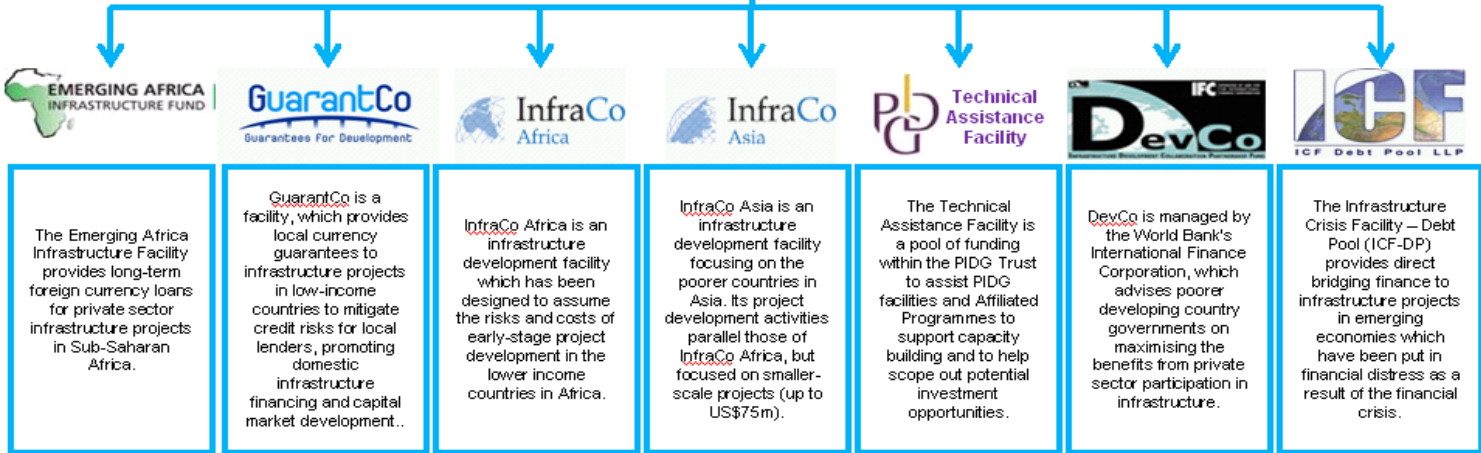 EMERGING AFRICA
INFRASTRUCTURE FUND
GuarantCo
Guarantees For Development
InfraCo
Africa
InfraCo
Asia
PIDG
Technical
Assistance
Facility
IFC
DevCo
INFRASTRUCTURE DEVELOPMENT COLLABORATION PARTNERSHIP FUND
ICF
ICF Debt Pool LLP
The Emerging Africa
Infrastructure Facility
provides long-term
foreign currency loans
for private sector
infrastructure projects
in Sub-Saharan
Africa.
GuarantCo is a
facility, which provides
local currency
guarantees to
infrastructure projects
in low-income
countries to mitigate
credit risks for local
lenders, promoting
domestic
infrastructure
financing and capital
market development..
InfraCo Africa is an
infrastructure
development facility
which has been
designed to assume
the risks and costs of
early-stage project
development in the
lower income
countries in Africa.
InfraCo Asia is an
infrastructure
development facility
focusing on the
poorer countries in
Asia. Its project
development activities
parallel those of
InfraCo Africa, but
focused on smaller-
scale projects (up to
US$75m).
The Technical
Assistance Facility is
a pool of funding
within the PIDG Trust
to assist PIDG
facilities and Affiliated
Programmes to
support capacity
building and to help
scope out potential
investment
opportunities.
DevCo is managed by
the World Bank's
International Finance
Corporation, which
advises poorer
developing country
governments on
maximising the
benefits from private
sector participation in
infrastructure.
The Infrastructure
Crisis Facility – Debt
Pool (ICF-DP)
provides direct
bridging finance to
infrastructure projects
in emerging
economies which
have been put in
financial distress as a
result of the financial
crisis.